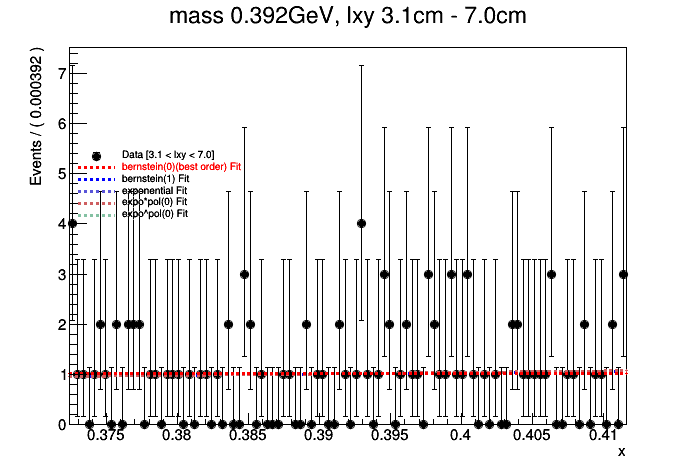 mass 0.392GeV, lxy 3.1cm - 7.0cm
Events / ( 0.000392 )
7
6
5
4
3
2
1
0
Data [3.1 < lxy < 7.0]
bernstein(0)(best order) Fit
bernstein(1) Fit
exponential Fit
expo*pol(0) Fit
expo^pol(0) Fit
0.375 0.38 0.385 0.39 0.395 0.4 0.405 0.41
x